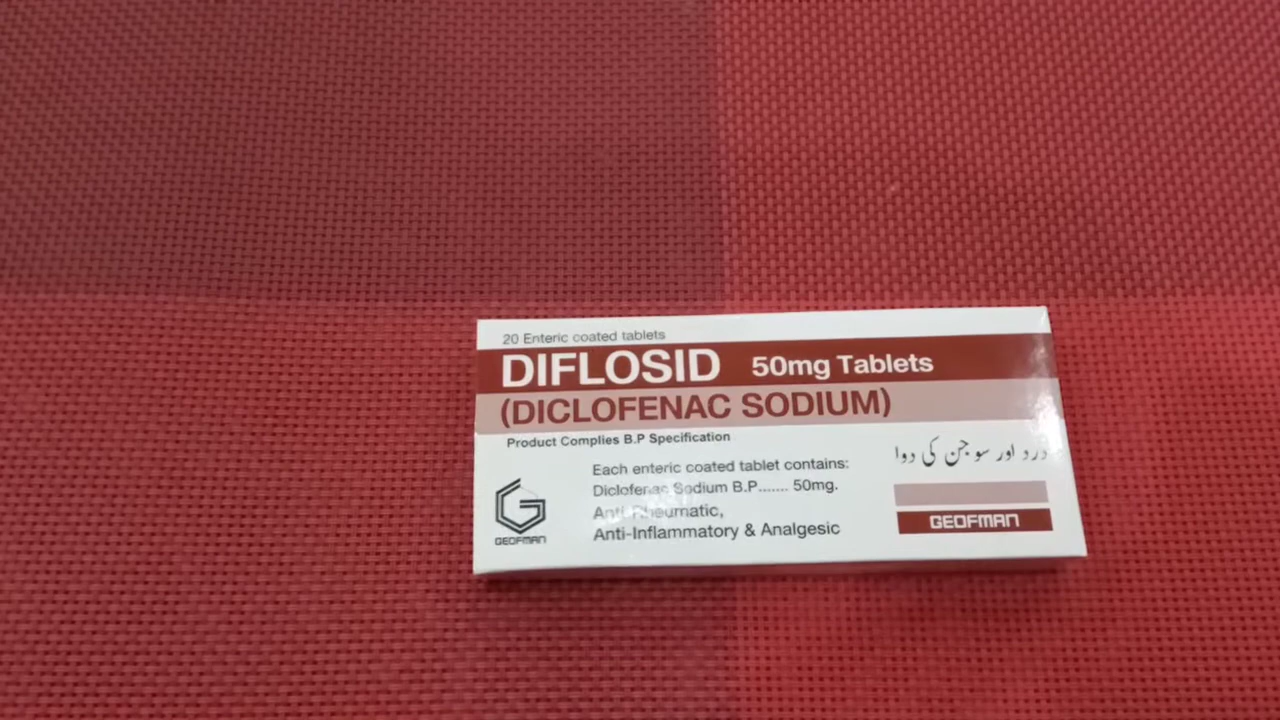 20 Enteric coated tablets
DIFLOSID 50mg Tablets
(DICLOFENAC SODIUM)
Product Complies B.P Specification
درد اور سوجن کی دوا
Each enteric coated tablet contains:
Diclofenac Sodium B.P....... 50mg.
Anti-Rheumatic,
Anti-Inflammatory & Analgesic
GEOFMAN
GEOFMAN